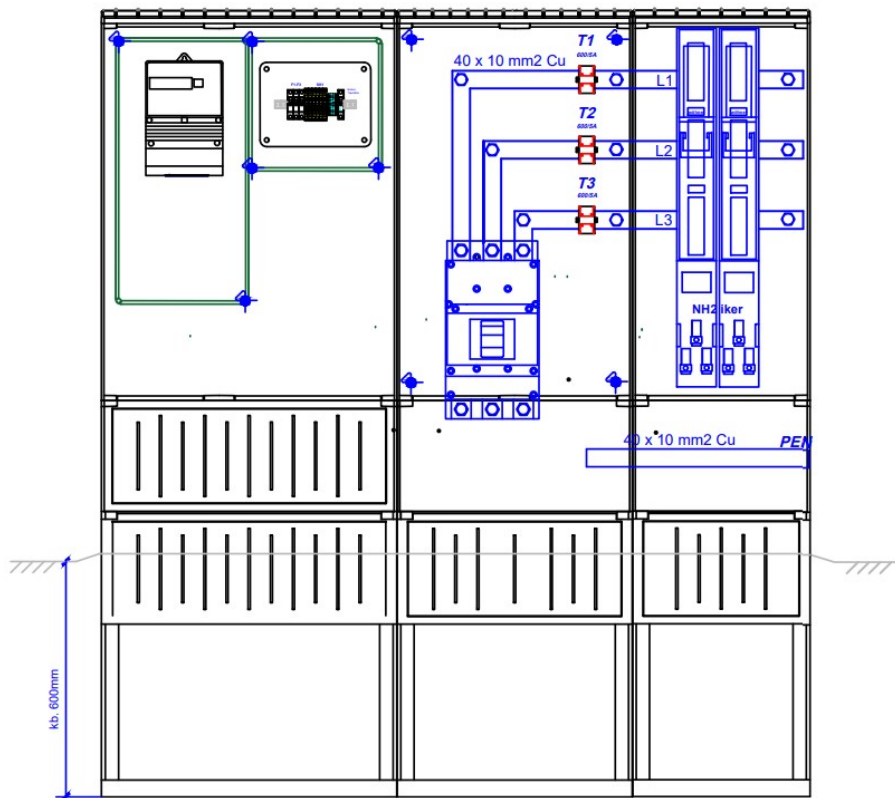 T1
600/5A
40 x 10 mm2 Cu
L1
T2
600/5A
L2
T3
600/5A
L3
NH2 iker
40 x 10 mm2 Cu
PEN
kb. 600mm